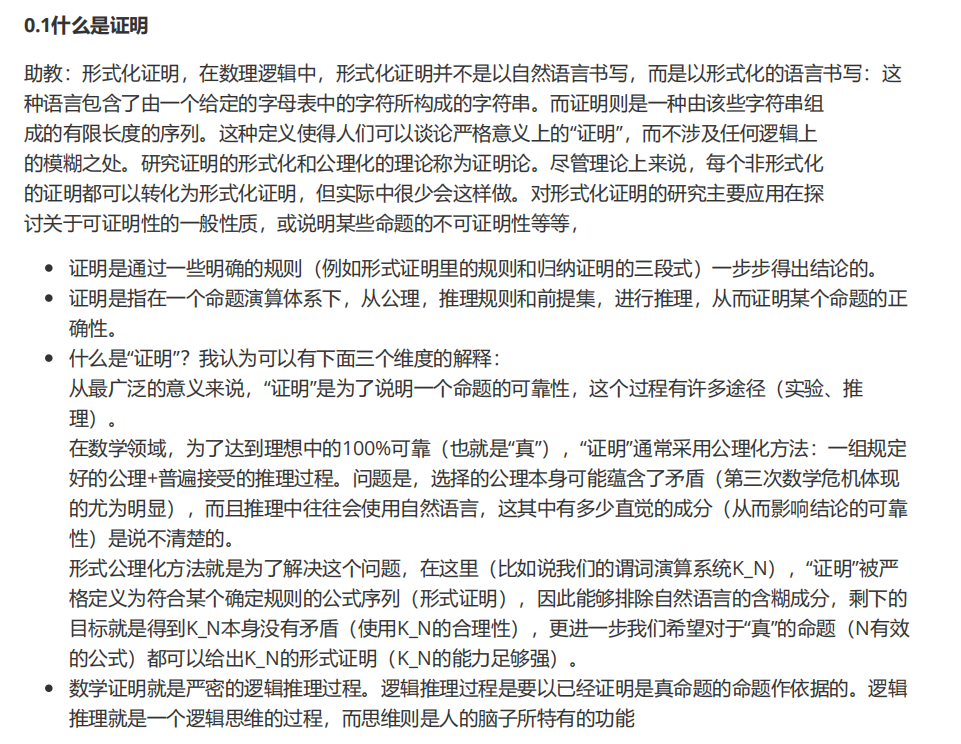 0.1什么是证明
助教：形式化证明，在数理逻辑中，形式化证明并不是以自然语言书写，而是以形式化的语言书写：这
种语言包含了由一个给定的字母表中的字符所构成的字符串。而证明则是一种由该些字符串组
成的有限长度的序列。这种定义使得人们可以谈论严格意义上的“证明”，而不涉及任何逻辑上
的模糊之处。研究证明的形式化和公理化的理论称为证明论。尽管理论上来说，每个非形式化
的证明都可以转化为形式化证明，但实际中很少会这样做。对形式化证明的研究主要应用在探
讨关于可证明性的一般性质，或说明某些命题的不可证明性等等，
• 证明是通过一些明确的规则（例如形式证明里的规则和归纳证明的三段式）一步步得出结论的。
• 证明是指在一个命题演算体系下，从公理，推理规则和前提集，进行推理，从而证明某个命题的正
确性。
• 什么是“证明”？我认为可以有下面三个维度的解释：
从最广泛的意义来说，“证明”是为了说明一个命题的可靠性，这个过程有许多途径（实验、推
理）。
在数学领域，为了达到理想中的100%可靠（也就是“真”），“证明”通常采用公理化方法：一组规定
好的公理+普遍接受的推理过程。问题是，选择的公理本身可能蕴含了矛盾（第三次数学危机体现
的尤为明显），而且推理中往往会使用自然语言，这其中有多少直觉的成分（从而影响结论的可靠
性）是说不清楚的。
形式公理化方法就是为了解决这个问题，在这里（比如说我们的谓词演算系统K_N），“证明”被严
格定义为符合某个确定规则的公式序列（形式证明），因此能够排除自然语言的含糊成分，剩下的
目标就是得到K_N本身没有矛盾（使用K_N的合理性），更进一步我们希望对于“真”的命题（N有效
的公式）都可以给出K_N的形式证明（K_N的能力足够强）。
• 数学证明就是严密的逻辑推理过程。逻辑推理过程是要以已经证明是真命题的命题作依据的。逻辑
推理就是一个逻辑思维的过程，而思维则是人的脑子所特有的功能